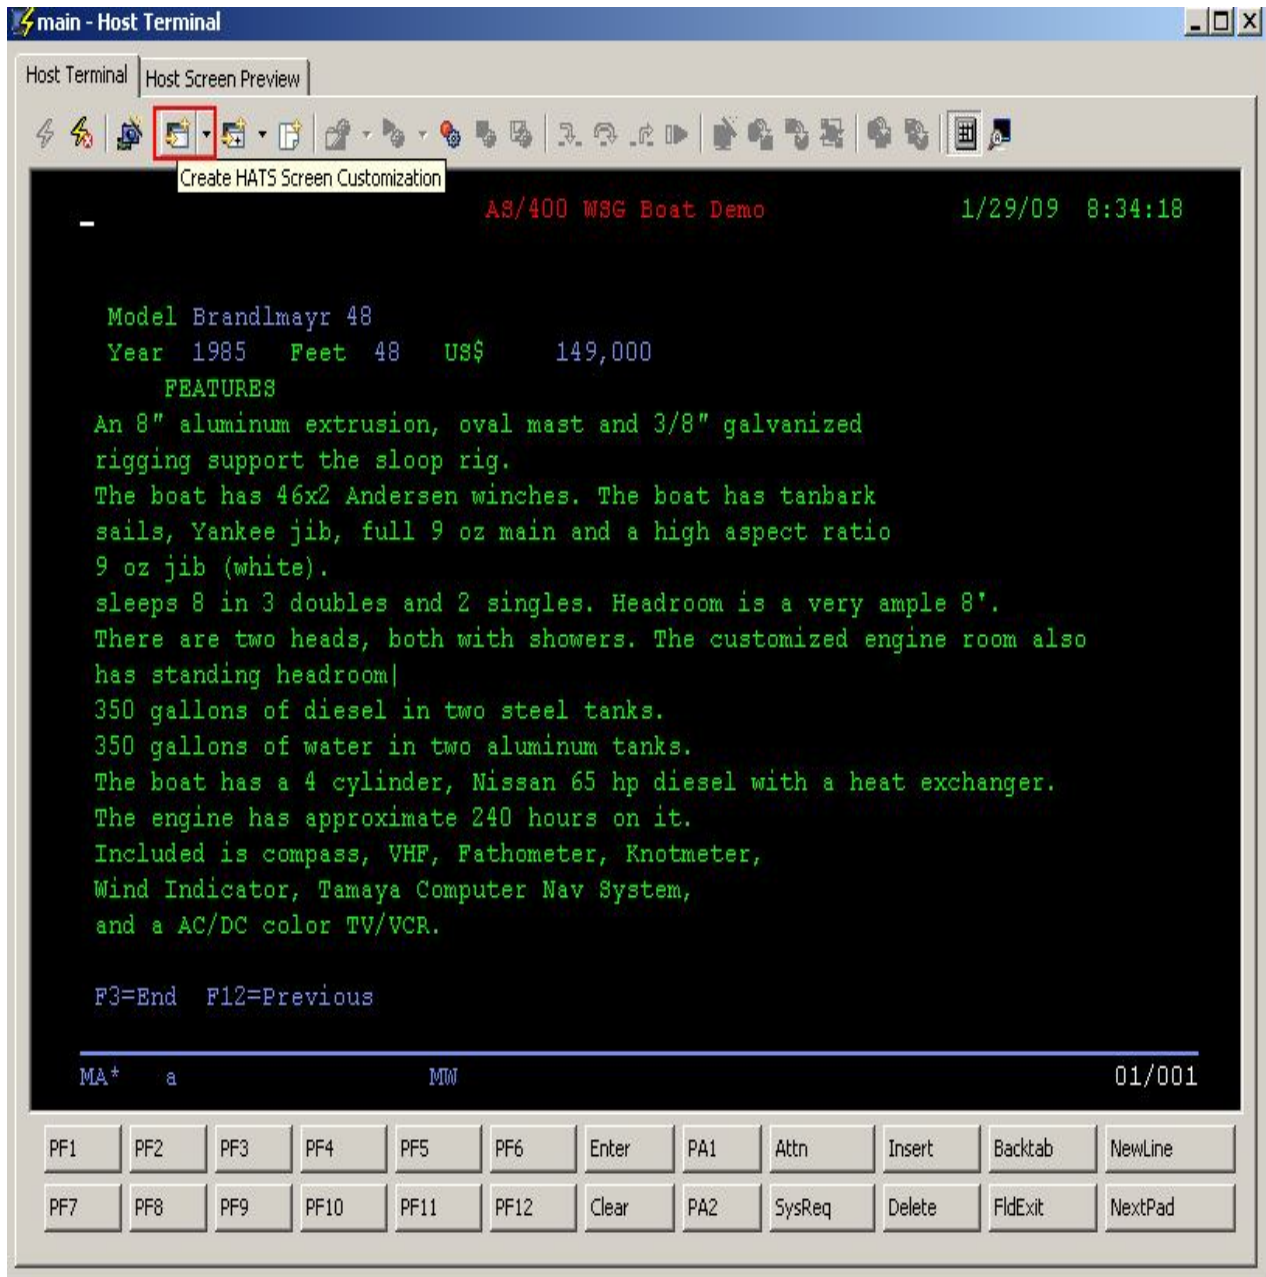 main - Host Terminal
Host Terminal Host Screen Preview
Create HATS Screen Customization
AS/400 WSG Boat Demo 1/29/09 8:34:18
Model Brandlmayr 48
Year 1985 Feet 48 US$ 149,000
FEATURES
An 8" aluminum extrusion, oval mast and 3/8" galvanized
rigging support the sloop rig.
The boat has 46x2 Andersen winches. The boat has tanbark
sails, Yankee jib, full 9 oz main and a high aspect ratio
9 oz jib (white).
sleeps 8 in 3 doubles and 2 singles. Headroom is a very ample 8'.
There are two heads, both with showers. The customized engine room also
has standing headroom|
350 gallons of diesel in two steel tanks.
350 gallons of water in two aluminum tanks.
The boat has a 4 cylinder, Nissan 65 hp diesel with a heat exchanger.
The engine has approximate 240 hours on it.
Included is compass, VHF, Fathometer, Knotmeter,
Wind Indicator, Tamaya Computer Nav System,
and a AC/DC color TV/VCR.
F3=End F12=Previous
MA* a MW 01/001
PF1 PF2 PF3 PF4 PF5 PF6 Enter PA1 Attn Insert Backtab NewLine
PF7 PF8 PF9 PF10 PF11 PF12 Clear PA2 SysReq Delete FldExit NextPad